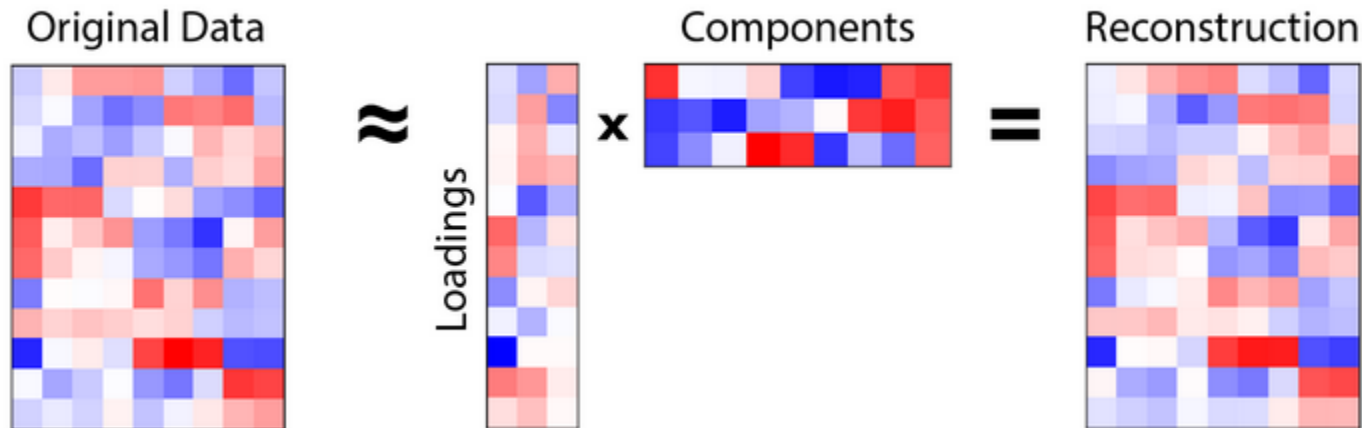 Original Data
≈
Loadings
x
Components
=
Reconstruction